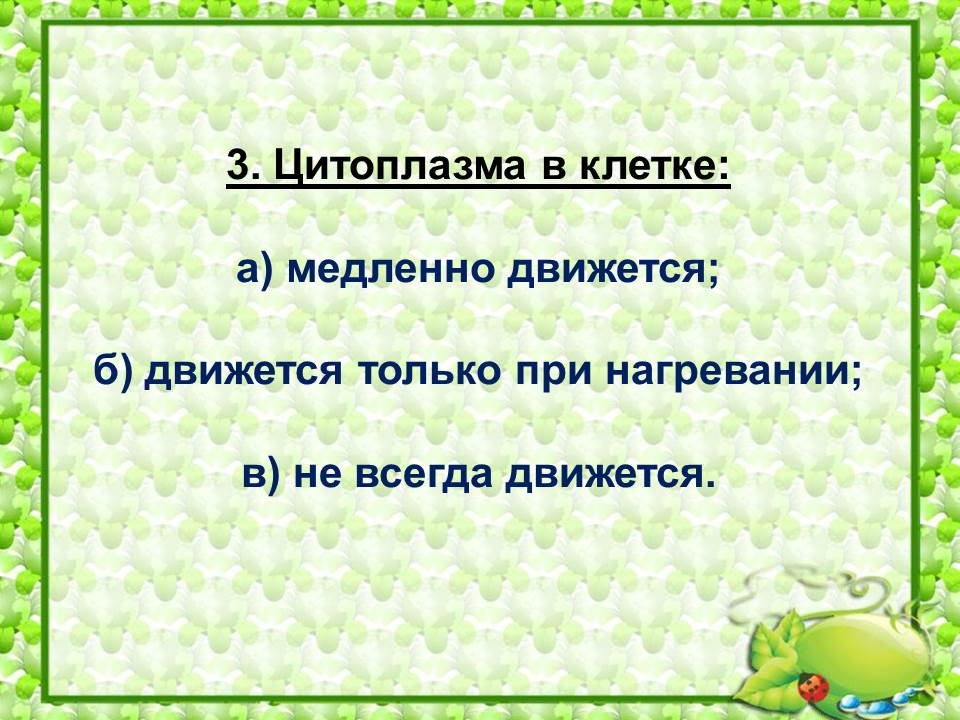 3. Цитоплазма в клетке:
а) медленно движется;
б) движется только при нагревании;
в) не всегда движется.